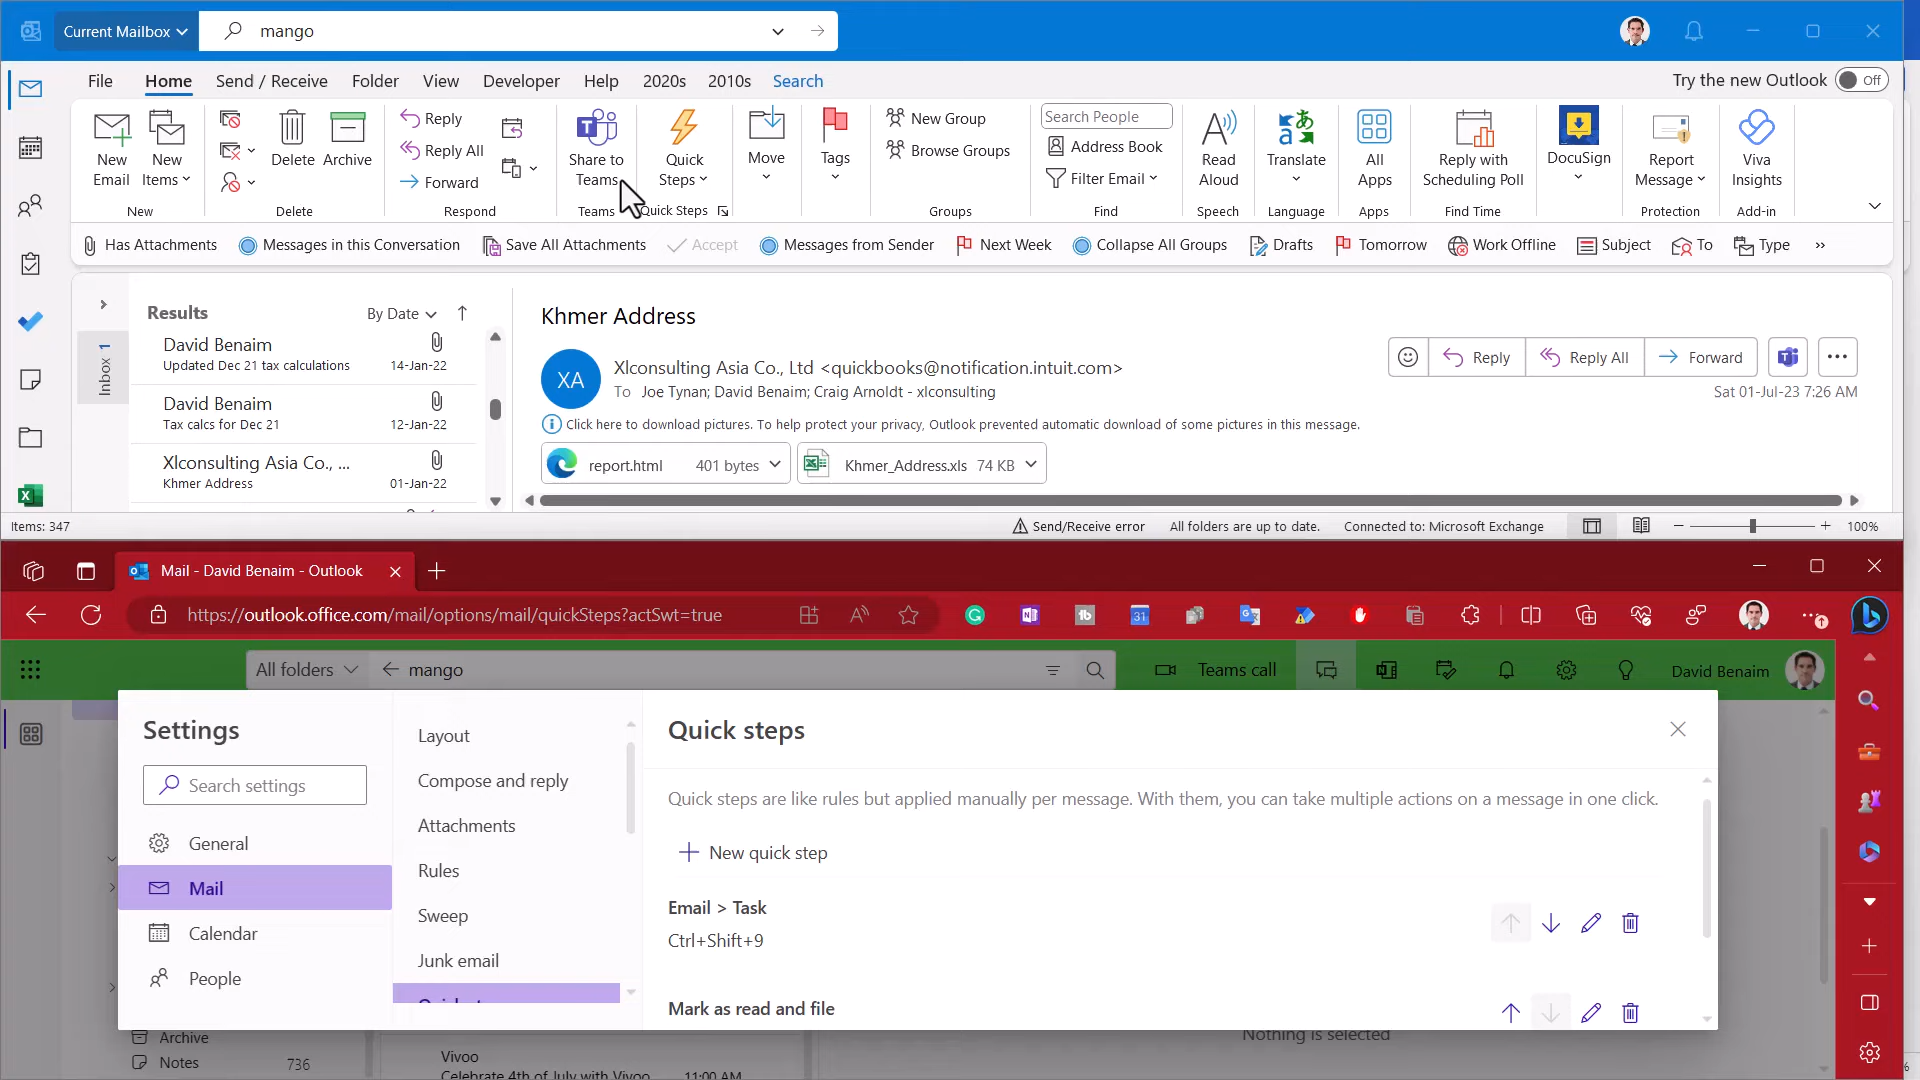 Current Mailbox
mango
File
Home
Send / Receive
Folder
View
Developer
Help
2020s
2010s
Search
Try the new Outlook
Off
New Email
New Items
New
Delete
Archive
Delete
Reply
Reply All
Forward
Respond
Share to Teams
Teams
Quick Steps
Quick Steps
Move
Tags
New Group
Browse Groups
Groups
Search People
Address Book
Filter Email
Find
Read Aloud
Speech
Translate
Language
All Apps
Apps
Reply with Scheduling Poll
Find Time
DocuSign
Report Message
Protection
Viva Insights
Add-in
Has Attachments
Messages in this Conversation
Save All Attachments
Accept
Messages from Sender
Next Week
Collapse All Groups
Drafts
Tomorrow
Work Offline
Subject
To
Type
Inbox 1
Results
By Date
David Benaim
Updated Dec 21 tax calculations 14-Jan-22
David Benaim
Tax calcs for Dec 21 12-Jan-22
Xlconsulting Asia Co., ...
Khmer Address 01-Jan-22
Khmer Address
XA
Xlconsulting Asia Co., Ltd <quickbooks@notification.intuit.com>
To Joe Tynan; David Benaim; Craig Arnoldt - xlconsulting
Reply
Reply All
Forward
Sat 01-Jul-23 7:26 AM
Click here to download pictures. To help protect your privacy, Outlook prevented automatic download of some pictures in this message.
report.html 401 bytes
Khmer_Address.xls 74 KB
Items: 347
Send/Receive error
All folders are up to date.
Connected to: Microsoft Exchange
100%
Mail - David Benaim - Outlook
https://outlook.office.com/mail/options/mail/quickSteps?actSwt=true
All folders
mango
Teams call
David Benaim
Settings
Search settings
General
Mail
Calendar
People
Layout
Compose and reply
Attachments
Rules
Sweep
Junk email
Quick steps
Quick steps are like rules but applied manually per message. With them, you can take multiple actions on a message in one click.
New quick step
Email > Task
Ctrl+Shift+9
Mark as read and file
Archive
Notes 736
Vivoo
Celebrate 4th of July with Vivoo 11:00 AM
Nothing is selected